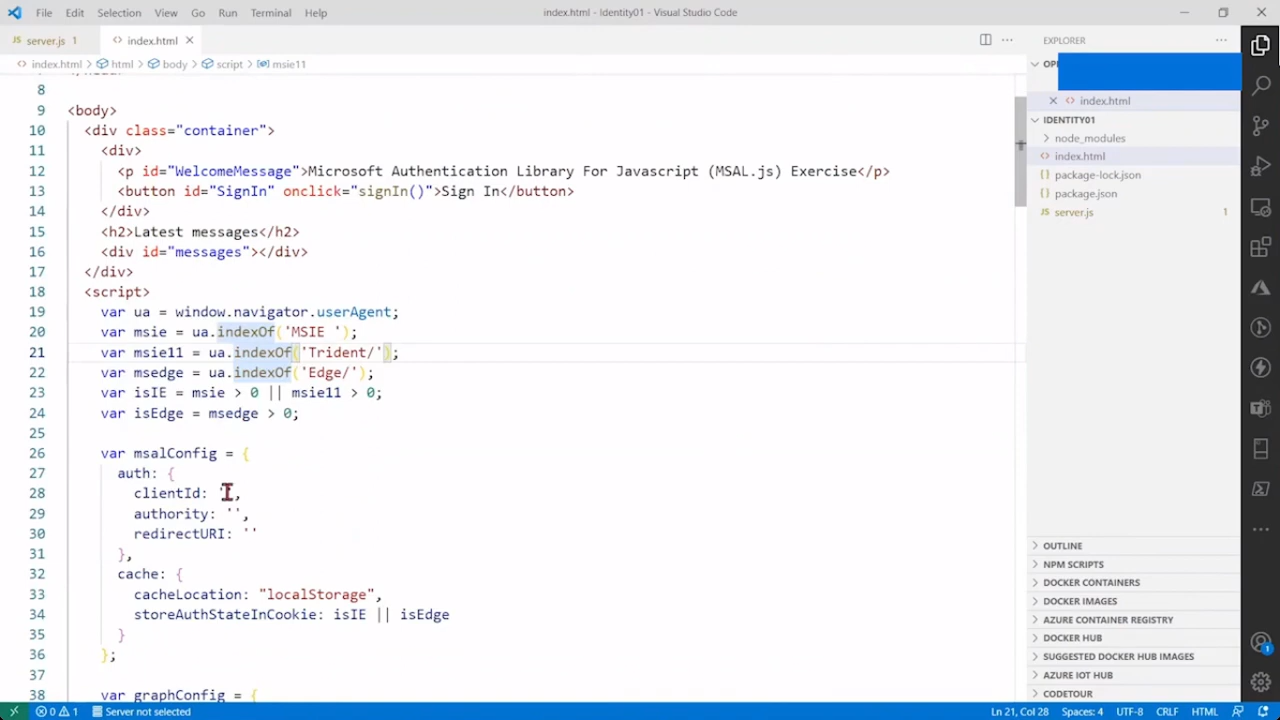 File Edit Selection View Go Run Terminal Help index.html - Identity01 - Visual Studio Code
JS server.js 1 <> index.html ×
<> index.html > html > body > script > msie11
8
9 <body>
10 <div class="container">
11 <div>
12 <p id="WelcomeMessage">Microsoft Authentication Library For Javascript (MSAL.js) Exercise</p>
13 <button id="SignIn" onclick="signIn()">Sign In</button>
14 </div>
15 <h2>Latest messages</h2>
16 <div id="messages"></div>
17 </div>
18 <script>
19 var ua = window.navigator.userAgent;
20 var msie = ua.indexOf('MSIE ');
21 var msie11 = ua.indexOf('Trident/');
22 var msedge = ua.indexOf('Edge/');
23 var isIE = msie > 0 || msie11 > 0;
24 var isEdge = msedge > 0;
25
26 var msalConfig = {
27 auth: {
28 clientId: '',
29 authority: '',
30 redirectURI: ''
31 },
32 cache: {
33 cacheLocation: "localStorage",
34 storeAuthStateInCookie: isIE || isEdge
35 }
36 };
37
38 var graphConfig = {
EXPLORER
OP
× <> index.html
IDENTITY01
node_modules
<> index.html
{} package-lock.json
{} package.json
JS server.js 1
OUTLINE
NPM SCRIPTS
DOCKER CONTAINERS
DOCKER IMAGES
AZURE CONTAINER REGISTRY
DOCKER HUB
SUGGESTED DOCKER HUB IMAGES
AZURE IOT HUB
CODETOUR
1
0 1 Server not selected Ln 21, Col 28 Spaces: 4 UTF-8 CRLF HTML